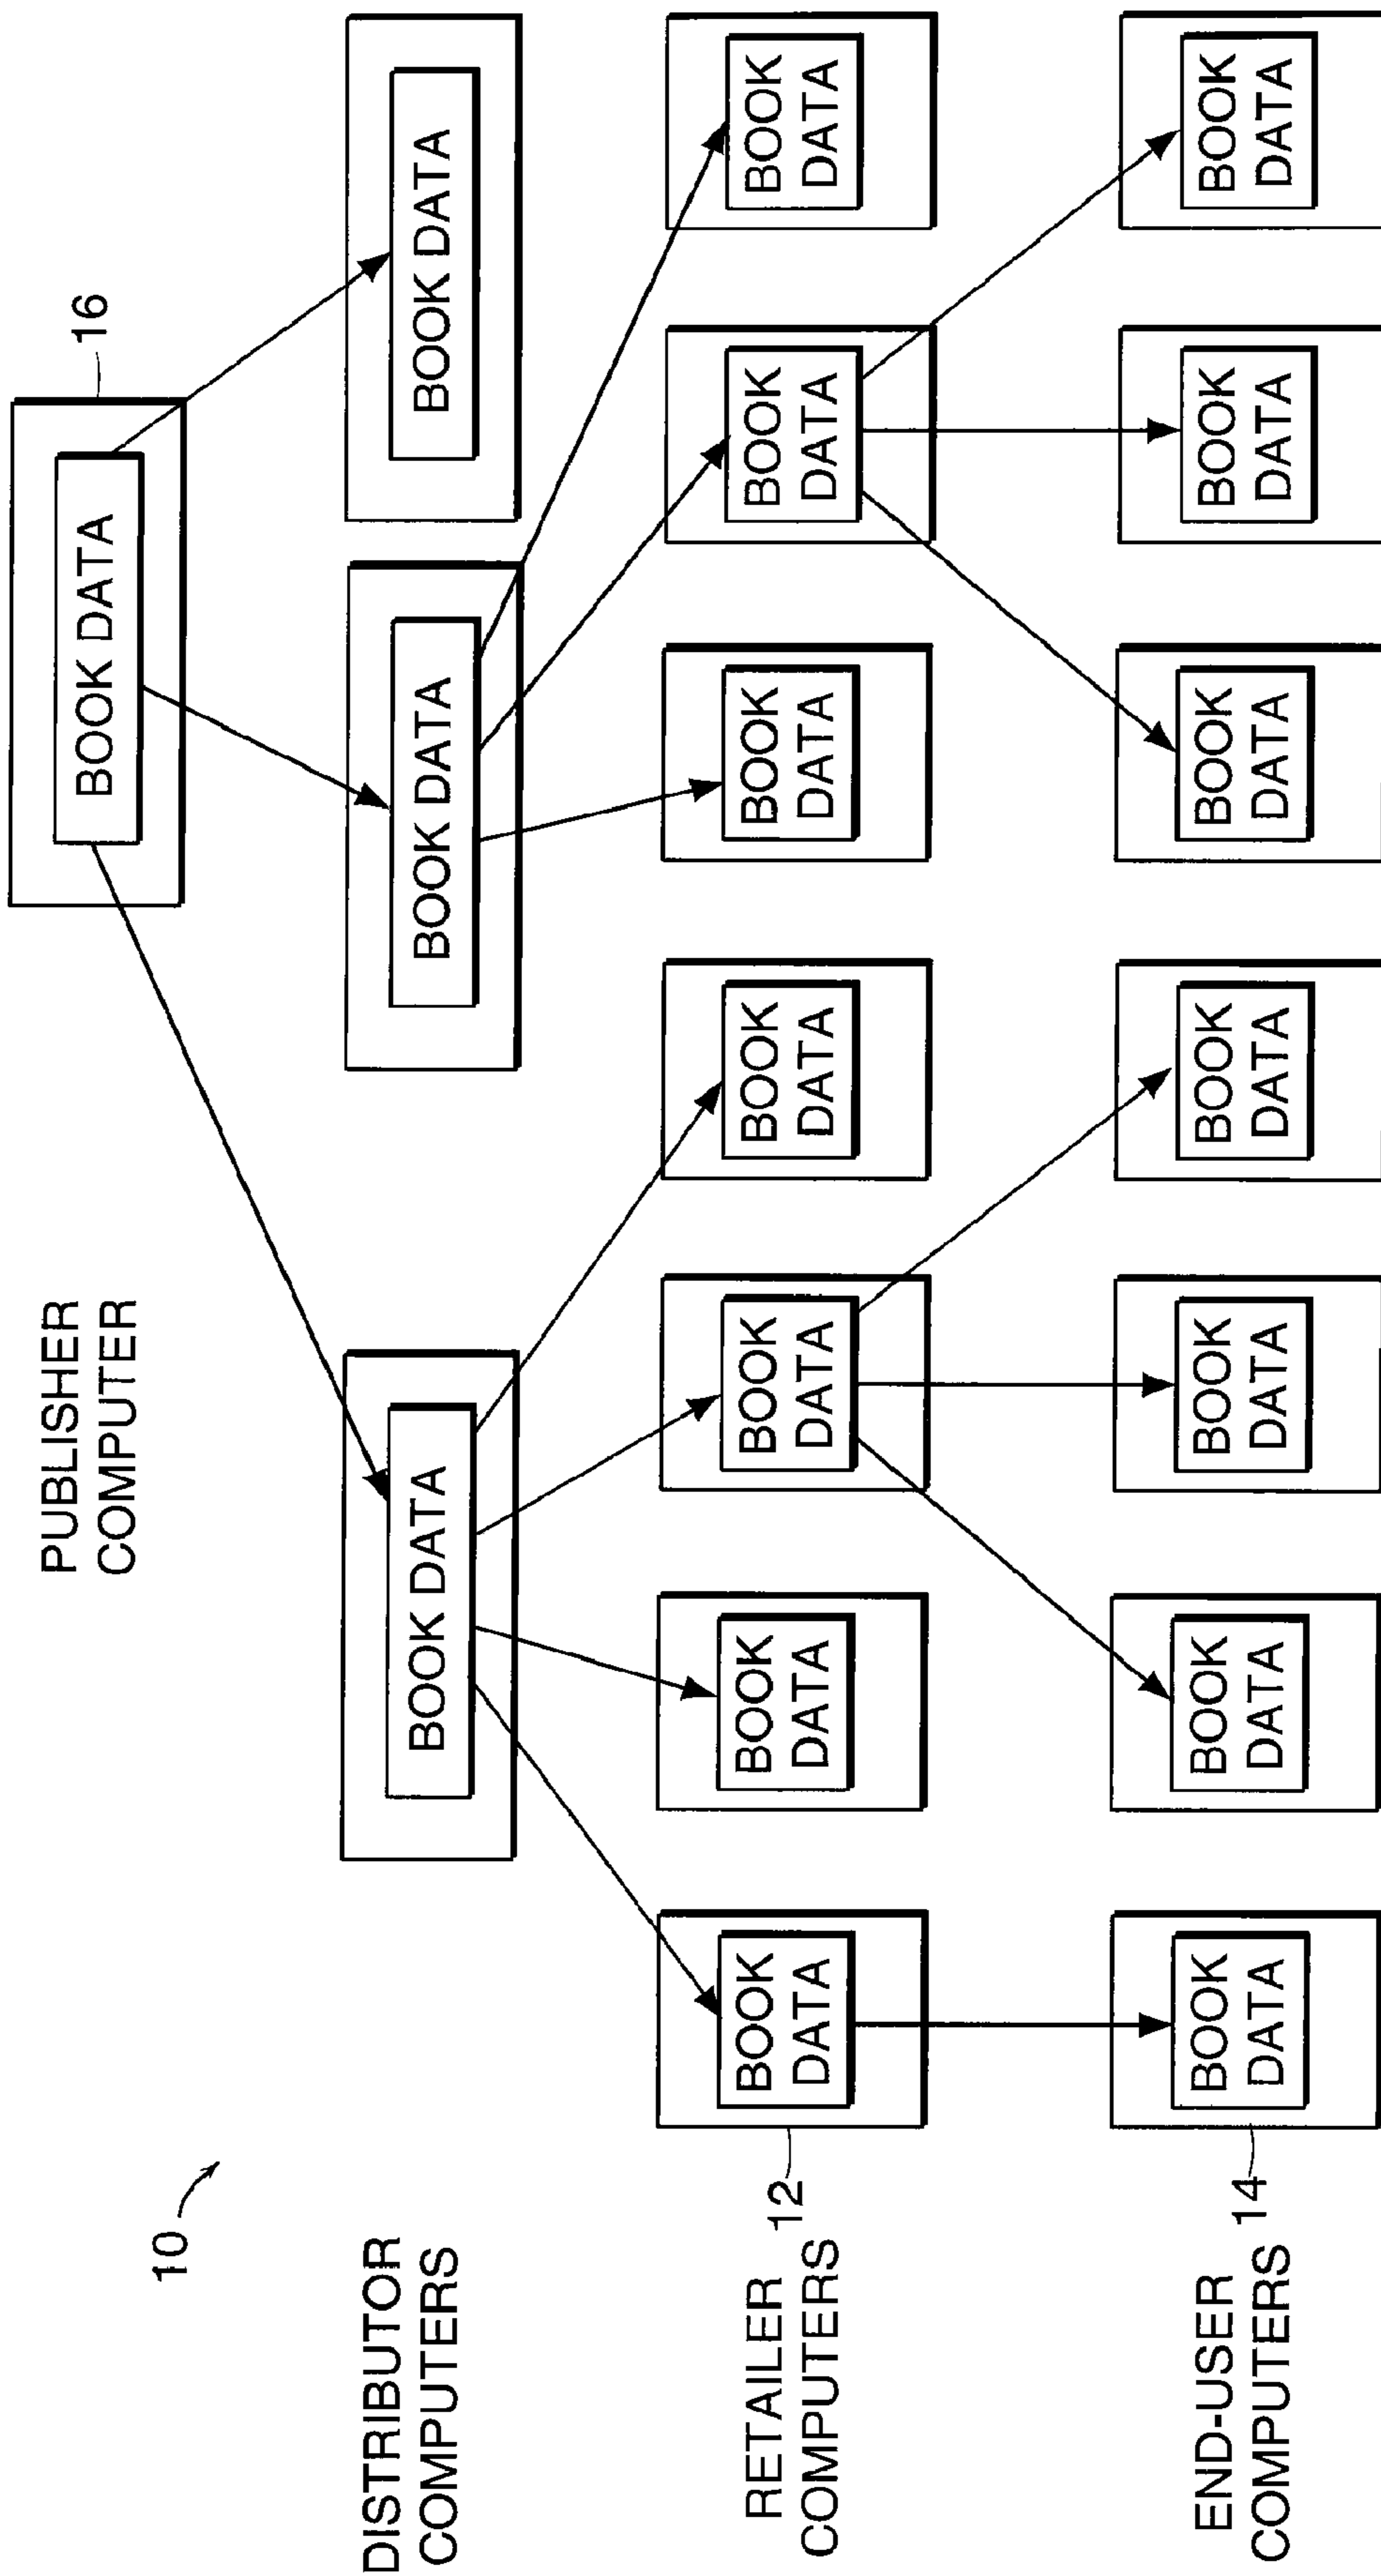 PUBLISHER
COMPUTER
BOOK DATA
16
10
DISTRIBUTOR
COMPUTERS
BOOK DATA
BOOK DATA
BOOK DATA
RETAILER
COMPUTERS
12
BOOK
DATA
BOOK
DATA
BOOK
DATA
BOOK
DATA
BOOK
DATA
BOOK
DATA
BOOK
DATA
END-USER
COMPUTERS
14
BOOK
DATA
BOOK
DATA
BOOK
DATA
BOOK
DATA
BOOK
DATA
BOOK
DATA
BOOK
DATA